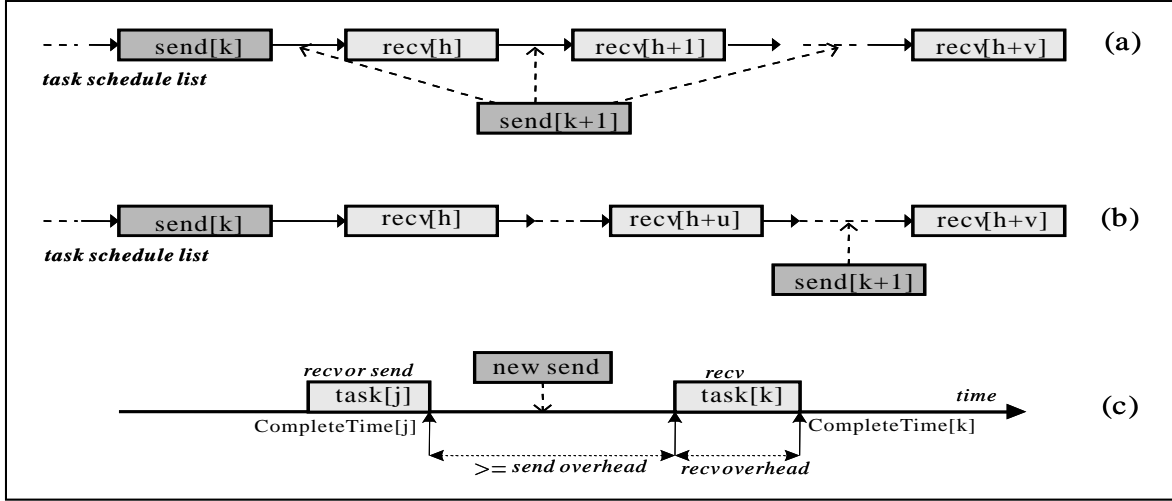 send[k] recv[h] recv[h+1] recv[h+v] (a)
task schedule list
send[k+1]
send[k] recv[h] recv[h+u] recv[h+v] (b)
task schedule list
send[k+1]
recv or send new send recv
task[j] task[k] time
CompleteTime[j] CompleteTime[k] (c)
>= send overhead recv overhead